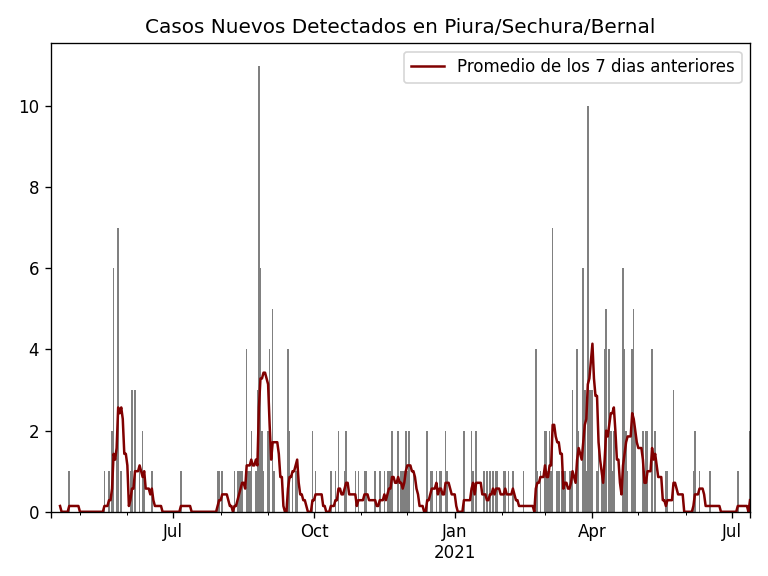 Casos Nuevos Detectados en Piura/Sechura/Bernal
Promedio de los 7 dias anteriores
10
8
6
4
2
0
Jul
Oct
Jan
2021
Apr
Jul